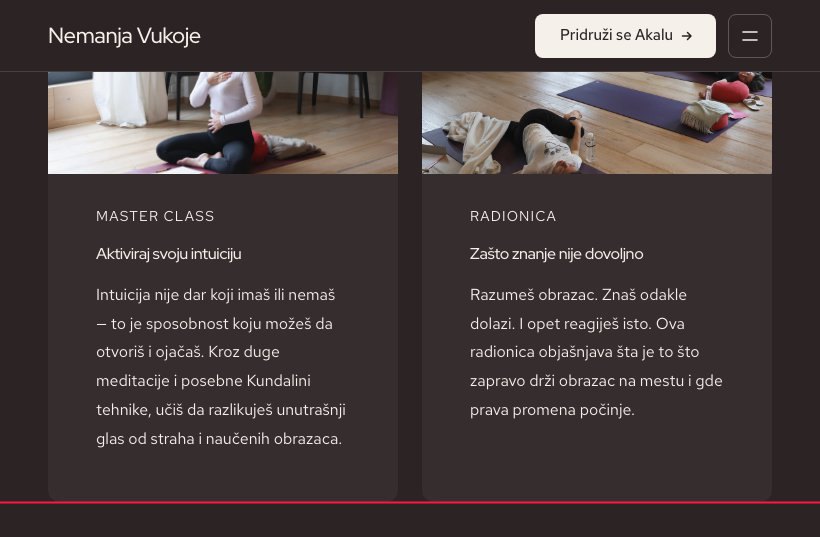 Nemanja Vukoje
Pridruži se Akalu →
MASTER CLASS
Aktiviraj svoju intuiciju
Intuicija nije dar koji imaš ili nemaš
– to je sposobnost koju možeš da
otvoriš i ojačaš. Kroz duge
meditacije i posebne Kundalini
tehnike, učiš da razlikuješ unutrašnji
glas od straha i naučenih obrazaca.
RADIONICA
Zašto znanje nije dovoljno
Razumeš obrazac. Znaš odakle
dolazi. I opet reagiješ isto. Ova
radionica objašnjava šta je to što
zapravo drži obrazac na mestu i gde
prava promena počinje.